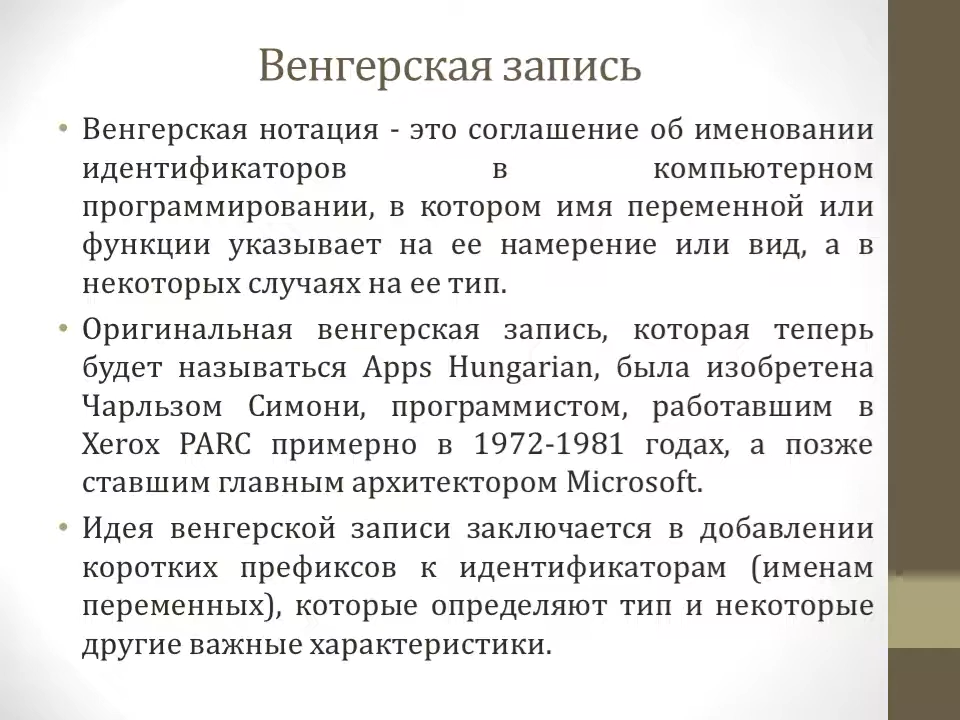 Венгерская запись
• Венгерская нотация - это соглашение об именовании
идентификаторов в компьютерном
программировании, в котором имя переменной или
функции указывает на ее намерение или вид, а в
некоторых случаях на ее тип.
• Оригинальная венгерская запись, которая теперь
будет называться Apps Hungarian, была изобретена
Чарльзом Симони, программистом, работавшим в
Xerox PARC примерно в 1972-1981 годах, а позже
ставшим главным архитектором Microsoft.
• Идея венгерской записи заключается в добавлении
коротких префиксов к идентификаторам (именам
переменных), которые определяют тип и некоторые
другие важные характеристики.